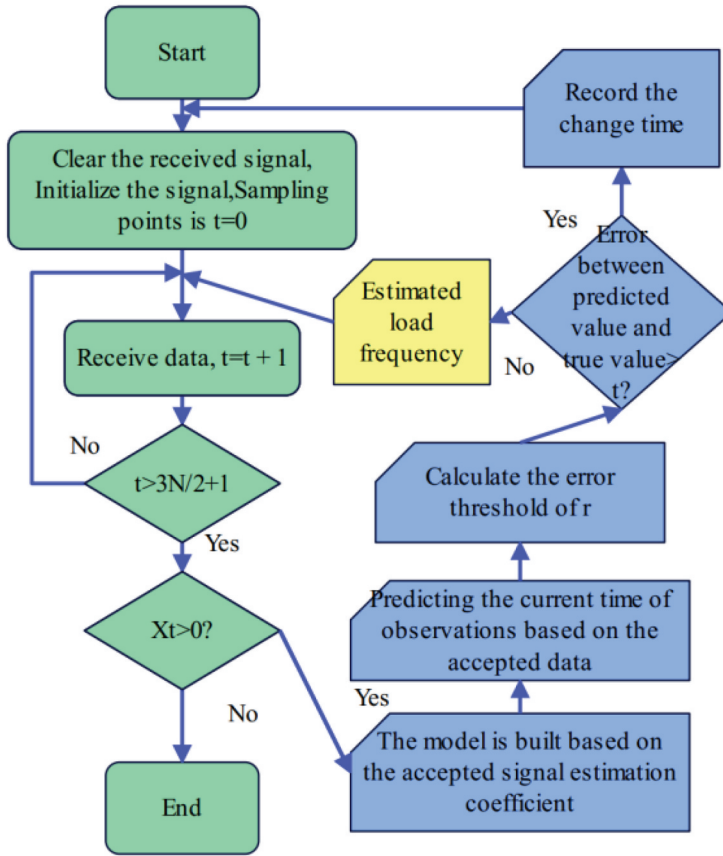 Start
Clear the received signal,
Initialize the signal,Sampling
points is t=0
Receive data, t=t + 1
No
t>3N/2+1
Yes
Xt>0?
No
End
Yes
The model is built based on
the accepted signal estimation
coefficient
Predicting the current time of
observations based on the
accepted data
Calculate the error
threshold of r
Error
between
predicted
value and
true value>
t?
Yes
Record the
change time
No
Estimated
load
frequency